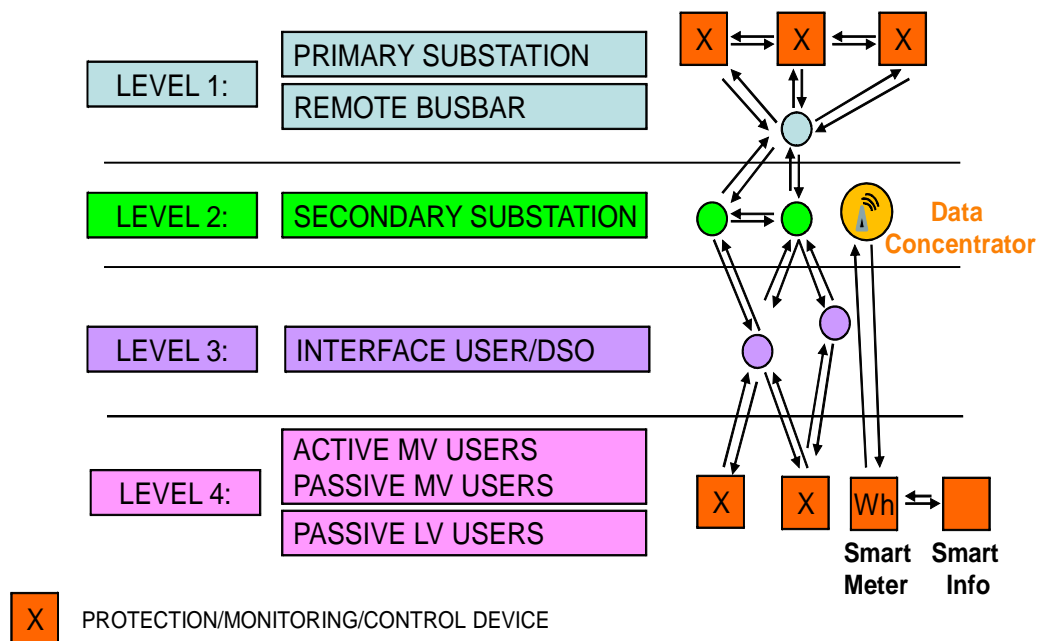 X X X
LEVEL 1:
PRIMARY SUBSTATION
REMOTE BUSBAR
LEVEL 2:
SECONDARY SUBSTATION
Data
Concentrator
LEVEL 3:
INTERFACE USER/DSO
LEVEL 4:
ACTIVE MV USERS
PASSIVE MV USERS
PASSIVE LV USERS
X X Wh
Smart
Meter
Smart
Info
X PROTECTION/MONITORING/CONTROL DEVICE